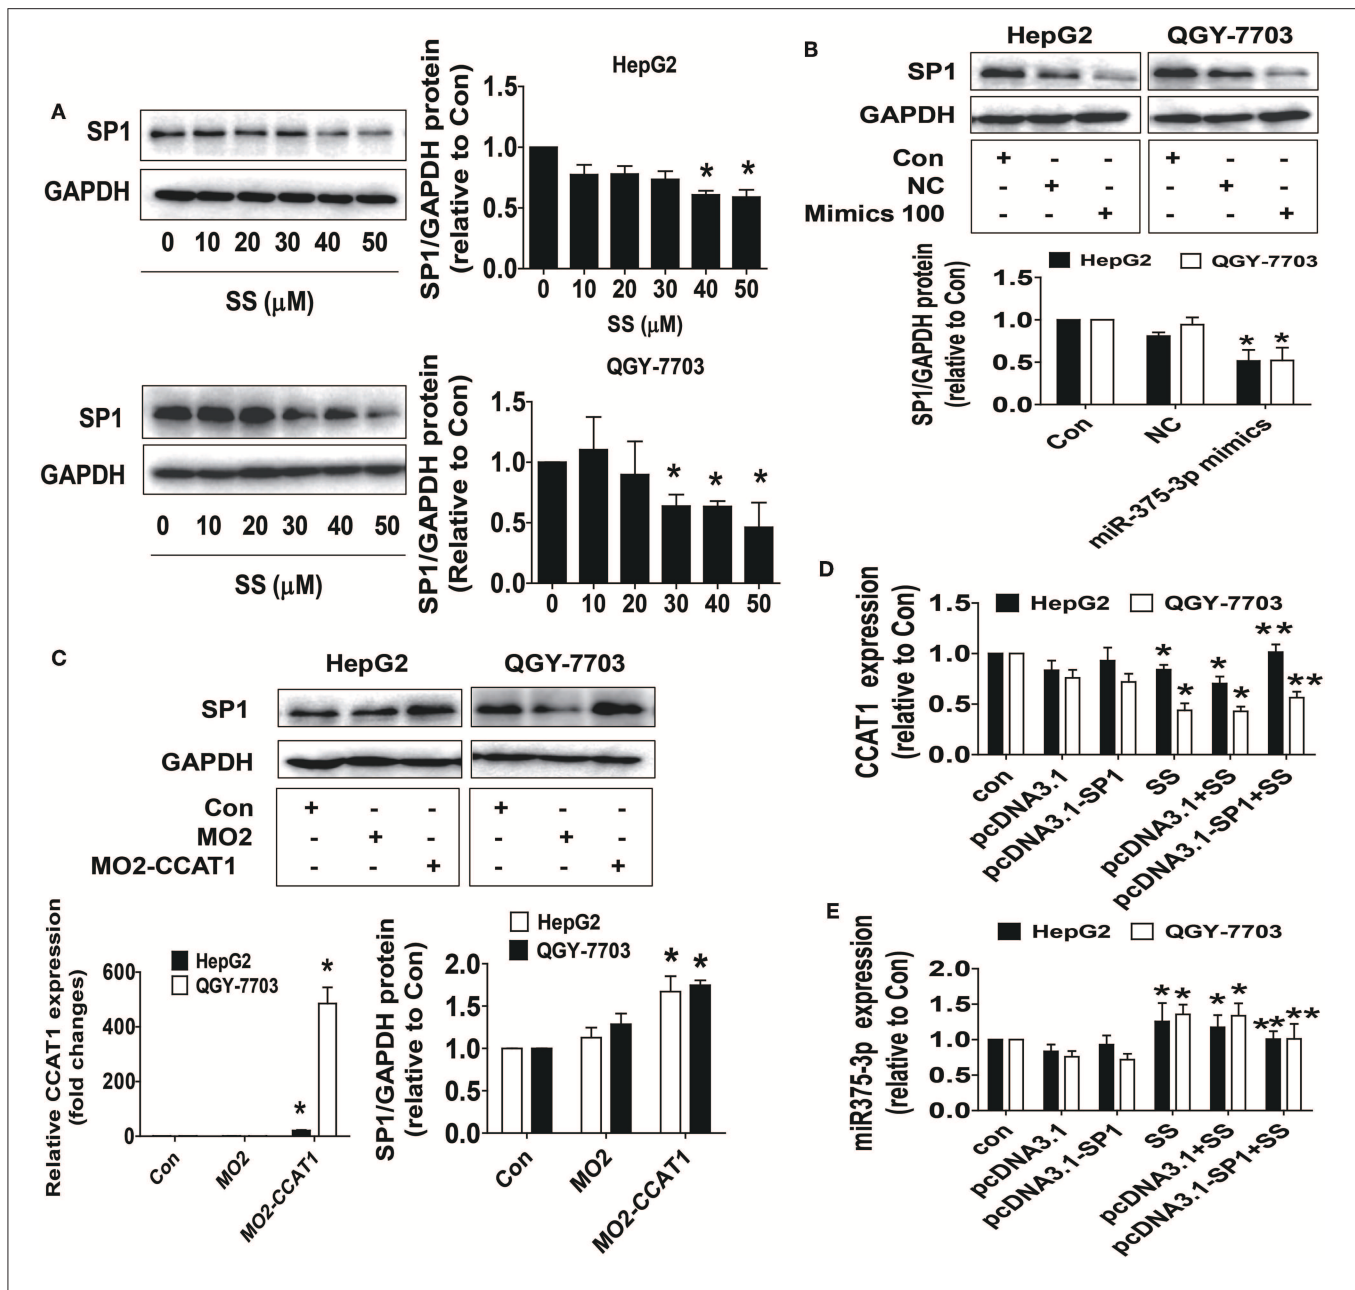 A
SP1
GAPDH
0 10 20 30 40 50
SS (μM)
HepG2
SP1/GAPDH protein
(relative to Con)
1.5
1.0
0.5
0.0
* *
0 10 20 30 40 50
SS (μM)
SP1
GAPDH
0 10 20 30 40 50
SS (μM)
QGY-7703
SP1/GAPDH protein
(Relative to Con)
1.5
1.0
0.5
0.0
* * *
0 10 20 30 40 50
B
HepG2 QGY-7703
SP1
GAPDH
Con + - - + - -
NC - + - - + -
Mimics 100 - - + - - +
HepG2 QGY-7703
SP1/GAPDH protein
(relative to Con)
1.5
1.0
0.5
0.0
* *
Con NC miR-375-3p mimics
C
HepG2 QGY-7703
SP1
GAPDH
Con + - - + - -
MO2 - + - - + -
MO2-CCAT1 - - + - - +
Relative CCAT1 expression
(fold changes)
HepG2
QGY-7703
600
400
200
0
* *
Con MO2 MO2-CCAT1
HepG2
QGY-7703
SP1/GAPDH protein
(relative to Con)
2.0
1.5
1.0
0.5
0.0
* *
Con MO2 MO2-CCAT1
D
HepG2 QGY-7703
CCAT1 expression
(relative to Con)
1.5
1.0
0.5
0.0
* * * * ** **
con pcDNA3.1 pcDNA3.1-SP1 SS pcDNA3.1+SS pcDNA3.1-SP1+SS
E
HepG2 QGY-7703
miR375-3p expression
(relative to Con)
2.0
1.5
1.0
0.5
0.0
* * * * ** **
con pcDNA3.1 pcDNA3.1-SP1 SS pcDNA3.1+SS pcDNA3.1-SP1+SS